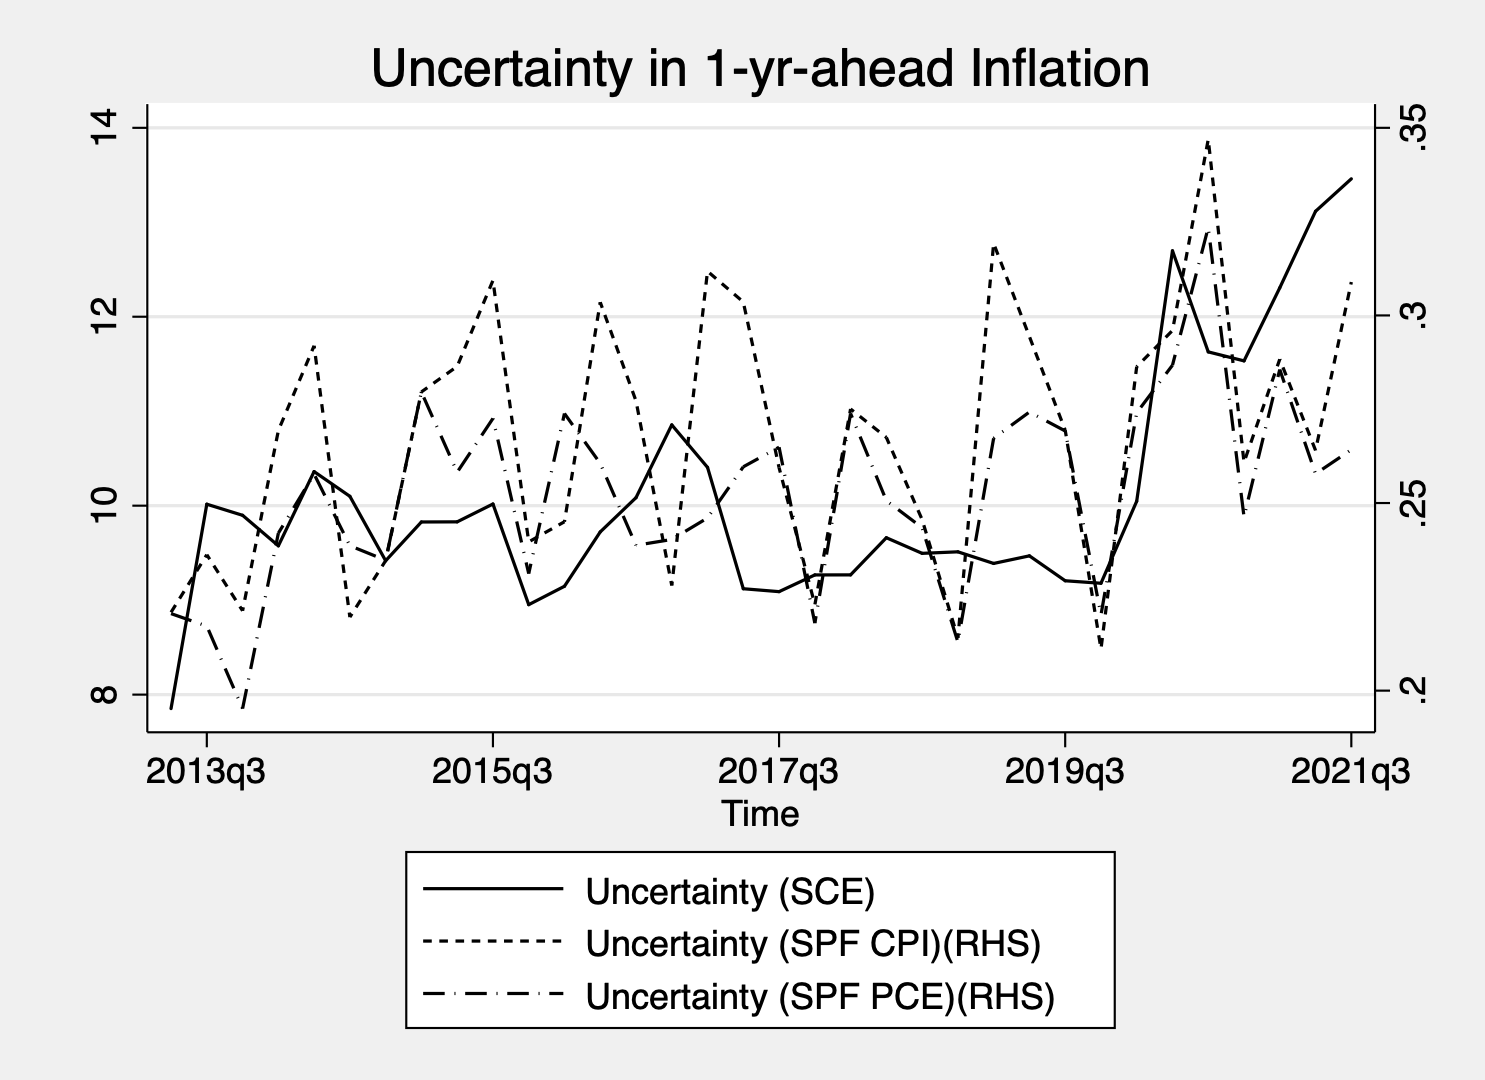 Uncertainty in 1-yr-ahead Inflation
14
12
10
8
.35
.3
.25
.2
2013q3 2015q3 2017q3 2019q3 2021q3
Time
Uncertainty (SCE)
Uncertainty (SPF CPI)(RHS)
Uncertainty (SPF PCE)(RHS)